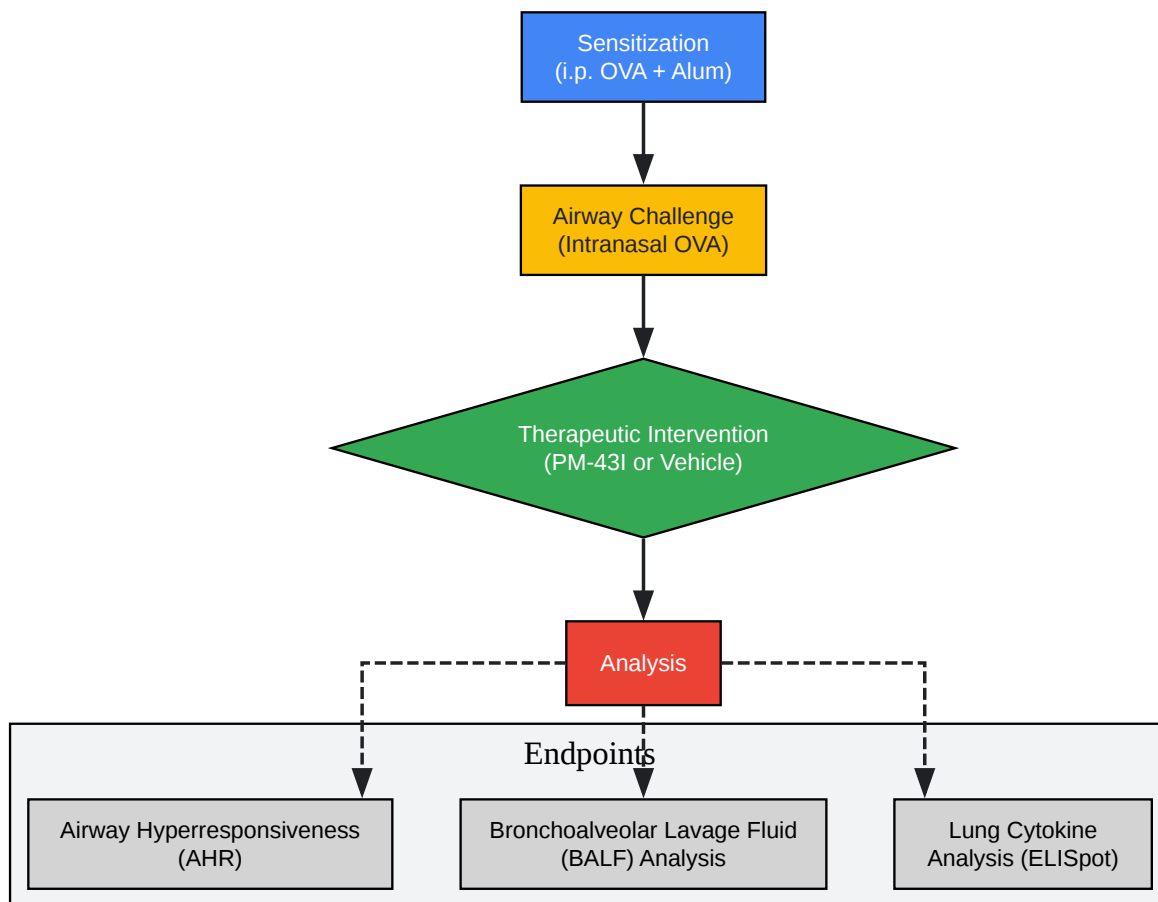 Sensitization
(i.p. OVA + Alum)
Airway Challenge
(Intranasal OVA)
Therapeutic Intervention
(PM-43I or Vehicle)
Analysis
Endpoints
Airway Hyperresponsiveness
(AHR)
Bronchoalveolar Lavage Fluid
(BALF) Analysis
Lung Cytokine
Analysis (ELISpot)